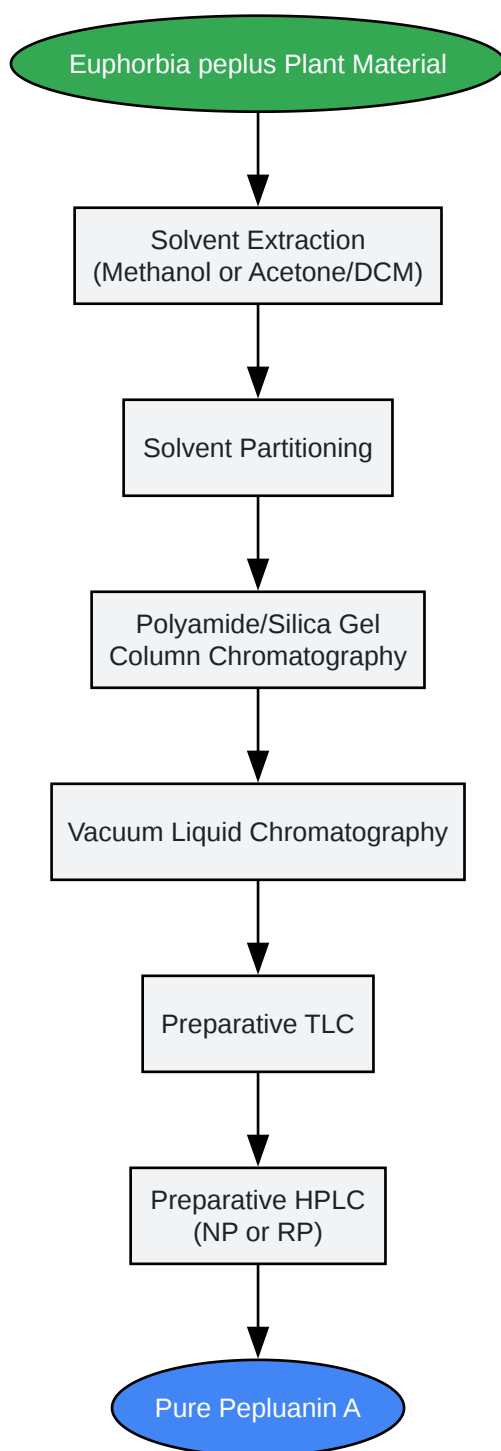 Euphorbia peplus Plant Material
Solvent Extraction
(Methanol or Acetone/DCM)
Solvent Partitioning
Polyamide/Silica Gel
Column Chromatography
Vacuum Liquid Chromatography
Preparative TLC
Preparative HPLC
(NP or RP)
Pure Pepluanin A